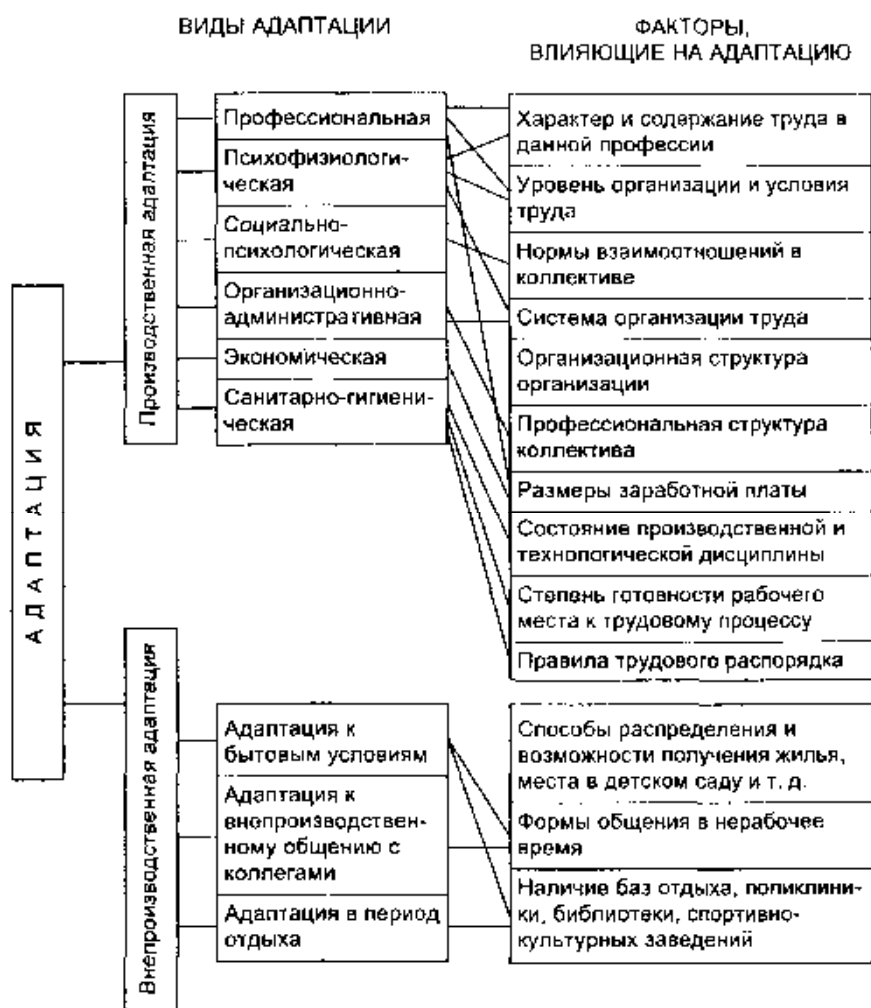 ВИДЫ АДАПТАЦИИ
ФАКТОРЫ,
ВЛИЯЮЩИЕ НА АДАПТАЦИЮ
АДАПТАЦИЯ
Производственная адаптация
Профессиональная
Психофизиологи-
ческая
Социально-
психологическая
Организационно-
административная
Экономическая
Санитарно-гигиени-
ческая
Характер и содержание труда в
данной профессии
Уровень организации и условия
труда
Нормы взаимоотношений в
коллективе
Система организации труда
Организационная структура
организации
Профессиональная структура
коллектива
Размеры заработной платы
Состояние производственной и
технологической дисциплины
Степень готовности рабочего
места к трудовому процессу
Правила трудового распорядка
Внепроизводственная адаптация
Адаптация к
бытовым условиям
Адаптация к
внепроизводствен-
ному общению с
коллегами
Адаптация в период
отдыха
Способы распределения и
возможности получения жилья,
места в детском саду и т. д.
Формы общения в нерабочее
время
Наличие баз отдыха, поликлини-
ки, библиотеки, спортивно-
культурных заведений